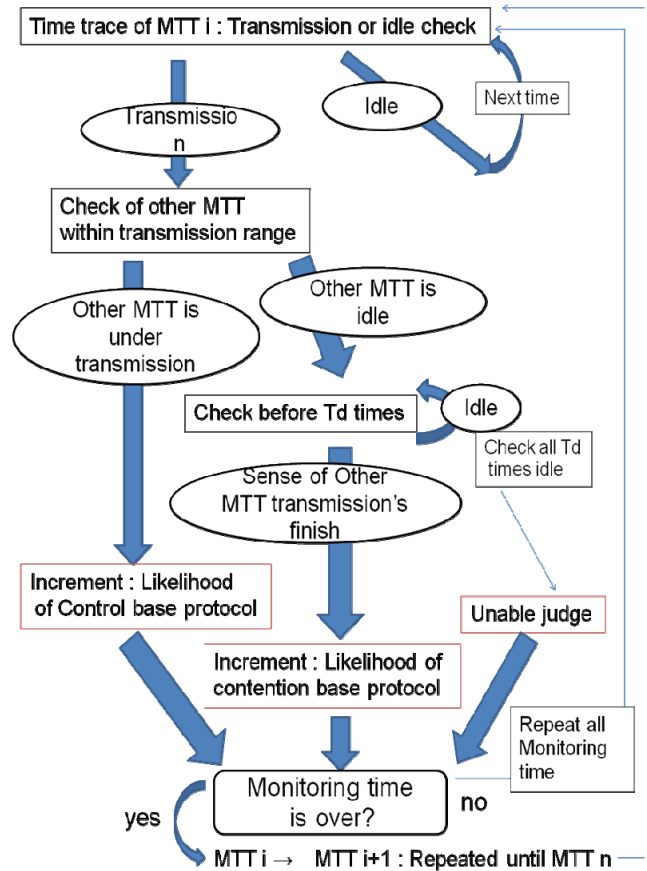 Time trace of MTT i : Transmission or idle check
Transmissio
n
Idle
Next time
Check of other MTT
within transmission range
Other MTT is
under
transmission
Other MTT is
idle
Check before Td times
Idle
Check all Td
times idle
Sense of Other
MTT transmission's
finish
Increment : Likelihood
of Control base protocol
Unable judge
Increment : Likelihood of
contention base protocol
Repeat all
Monitoring
time
Monitoring time
is over?
yes
no
MTT i → MTT i+1 : Repeated until MTT n